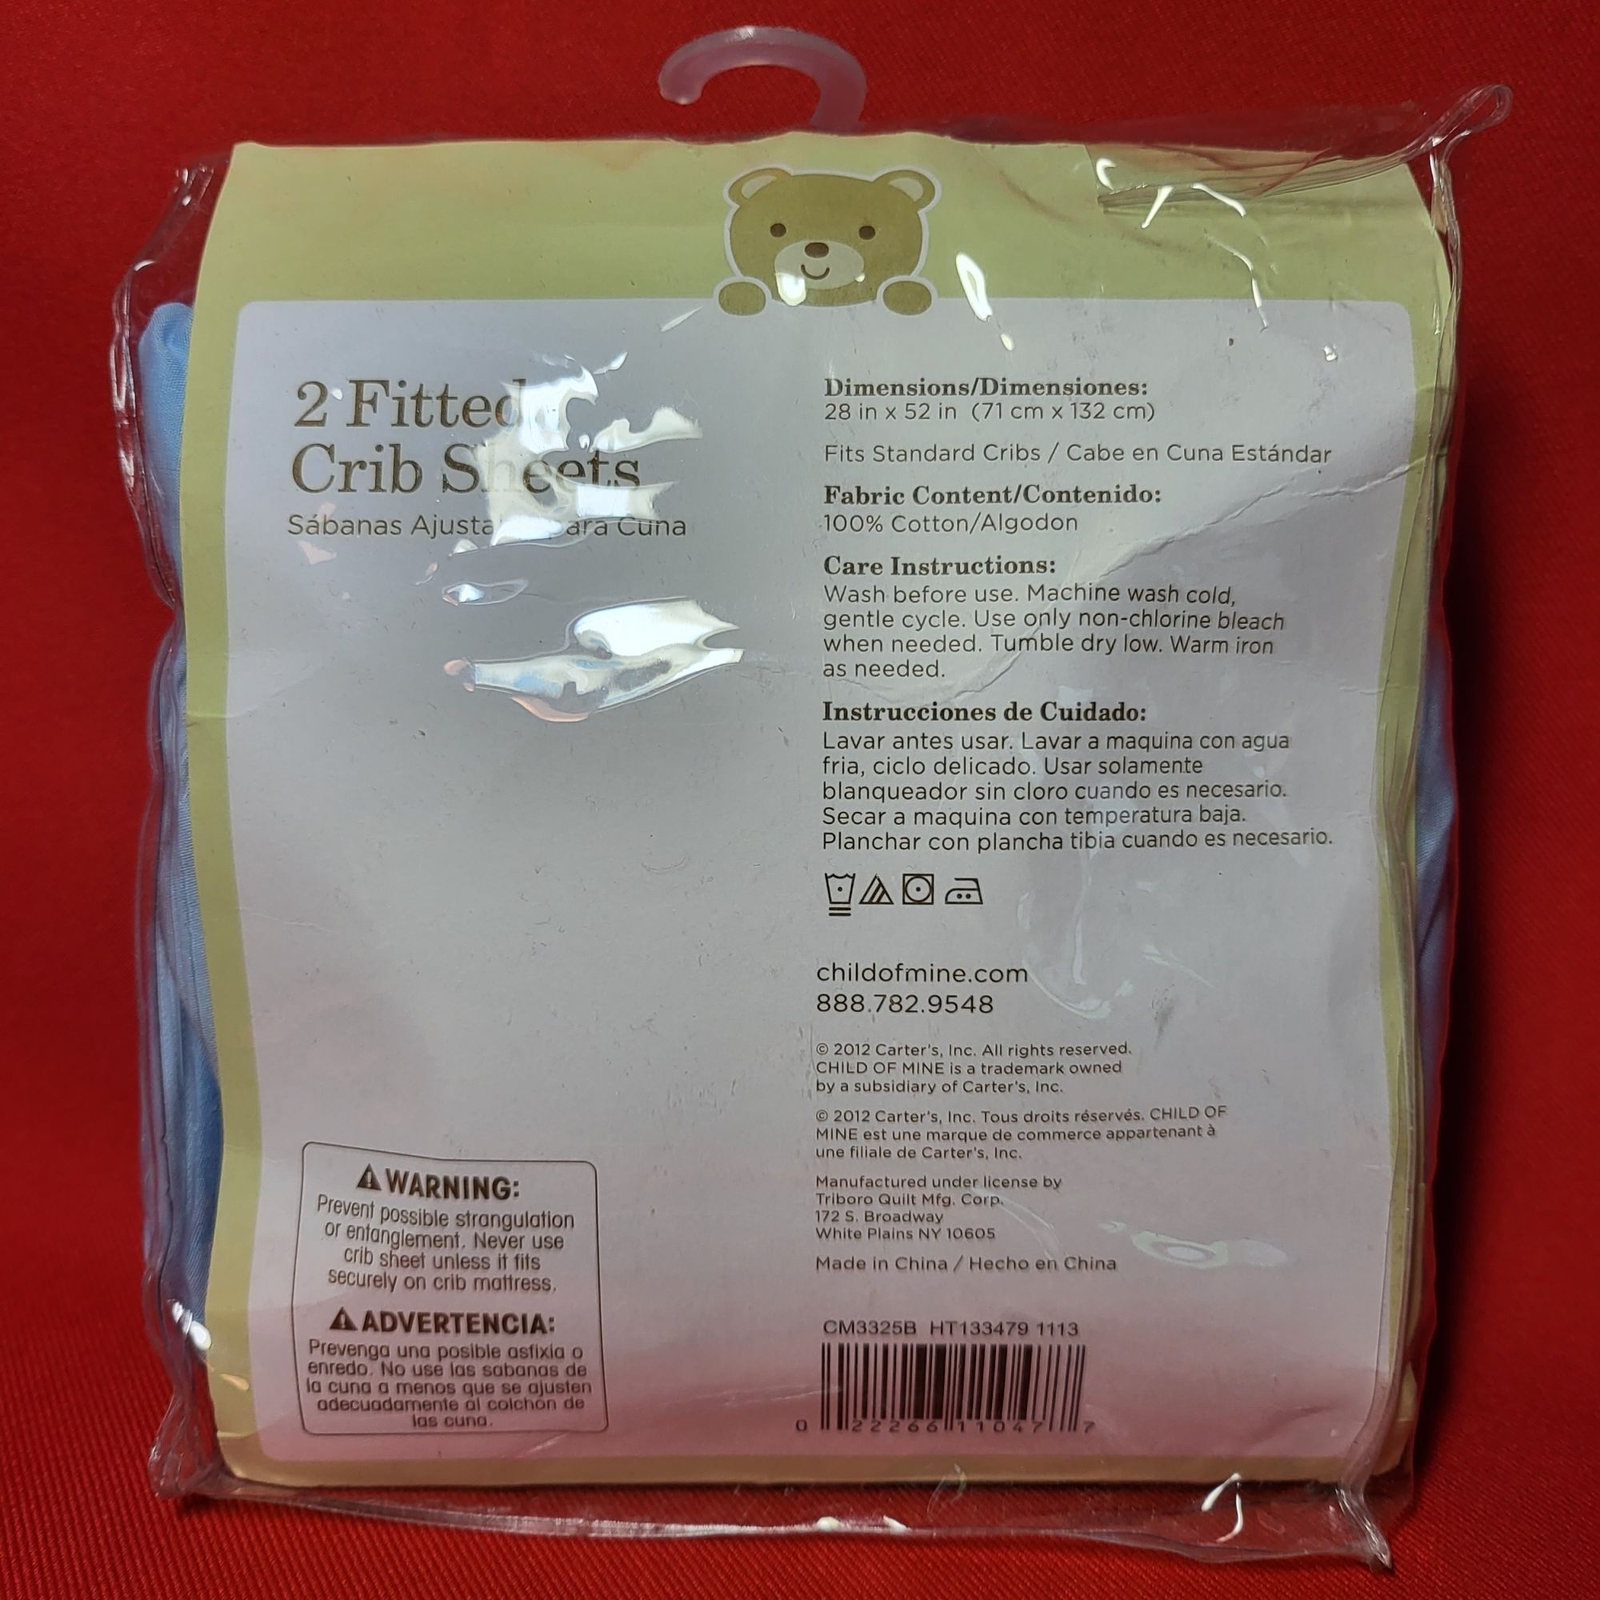 2 Fitted
Crib Sheets
Sábanas para Cuna
Dimensions/Dimensiones:
28 in x 52 in (71 cm x 132 cm)
Fits Standard Cribs / Cabe en Cuna Estándar
Fabric Content/Contenido:
100% Cotton/Algodon
Care Instructions:
Wash before use. Machine wash cold,
gentle cycle. Use only non-chlorine bleach
when needed. Tumble dry low. Warm iron
as needed.
Instrucciones de Cuidado:
Lavar antes usar. Lavar a maquina con agua
fria, ciclo delicado. Usar solamente
blanqueador sin cloro cuando es necesario.
Secar a maquina con temperatura baja.
Planchar con plancha tibia cuando es necesario.
childofmine.com
888.782.9548
© 2012 Carter's, Inc. All rights reserved.
CHILD OF MINE is a trademark owned
by a subsidiary of Carter's, Inc.
© 2012 Carter's, Inc. Tous droits réservés. CHILD OF
MINE est une marque de commerce appartenant à
une filiale de Carter's, Inc.
Manufactured under license by
Triboro Quilt Mfg. Corp.
172 S. Broadway
White Plains NY 10605
Made in China / Hecho en China
CM3325B HT133479 1113
0 22266 11047 7
WARNING:
Prevent possible strangulation
or entanglement. Never use
crib sheet unless it fits
securely on crib mattress.
ADVERTENCIA:
Prevenga una posible asfixia o
enredo. No use las sabanas de
la cuna a menos que se ajusten
adecuadamente al colchón de
las cuna.